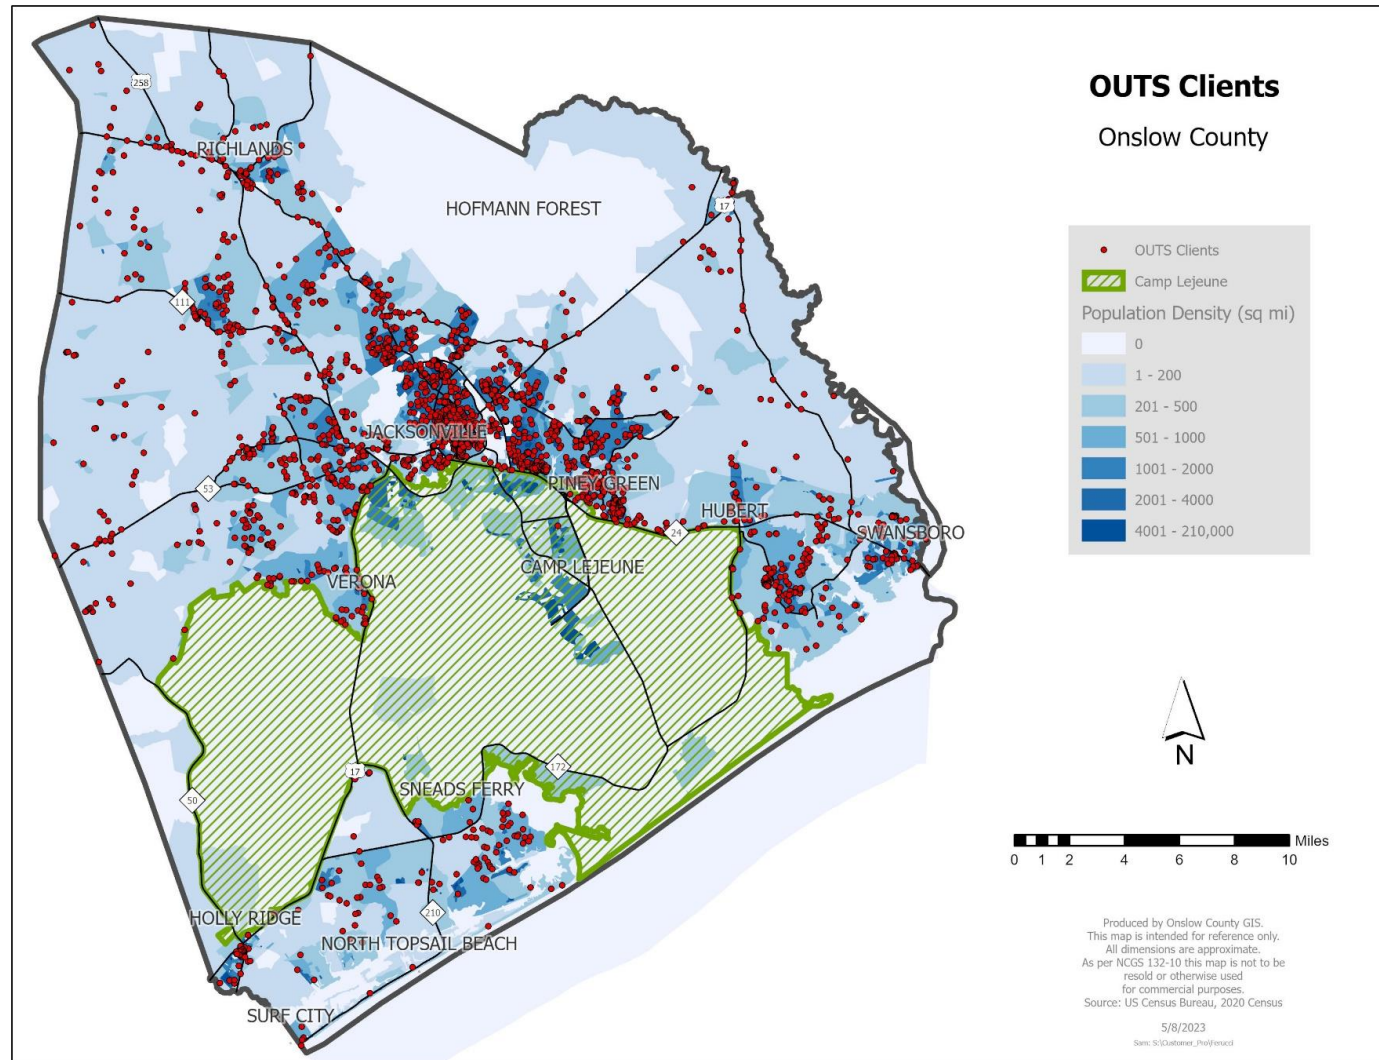 OUTS Clients
Onslow County
OUTS Clients
Camp Lejeune
Population Density (sq mi)
0
1 - 200
201 - 500
501 - 1000
1001 - 2000
2001 - 4000
4001 - 210,000
258
RICHLANDS
HOFMANN FOREST
17
111
JACKSONVILLE
53
PINEY GREEN
HUBERT
24
SWANSBORO
CAMP LEJEUNE
VERONA
17
172
50
SNEADS FERRY
HOLLY RIDGE
210
NORTH TOPSAIL BEACH
SURF CITY
N
Miles
0 1 2 4 6 8 10
Produced by Onslow County GIS.
This map is intended for reference only.
All dimensions are approximate.
As per NCGS 132-10 this map is not to be
resold or otherwise used
for commercial purposes.
Source: US Census Bureau, 2020 Census
5/8/2023